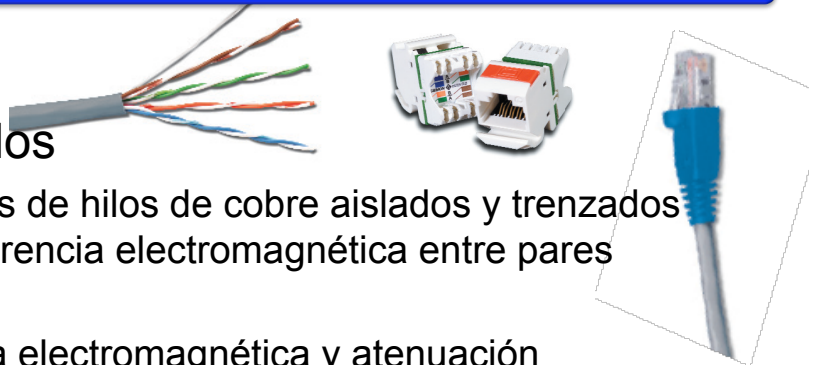 los
s de hilos de cobre aislados y trenzados
rencia electromagnética entre pares
a electromagnética y atenuación